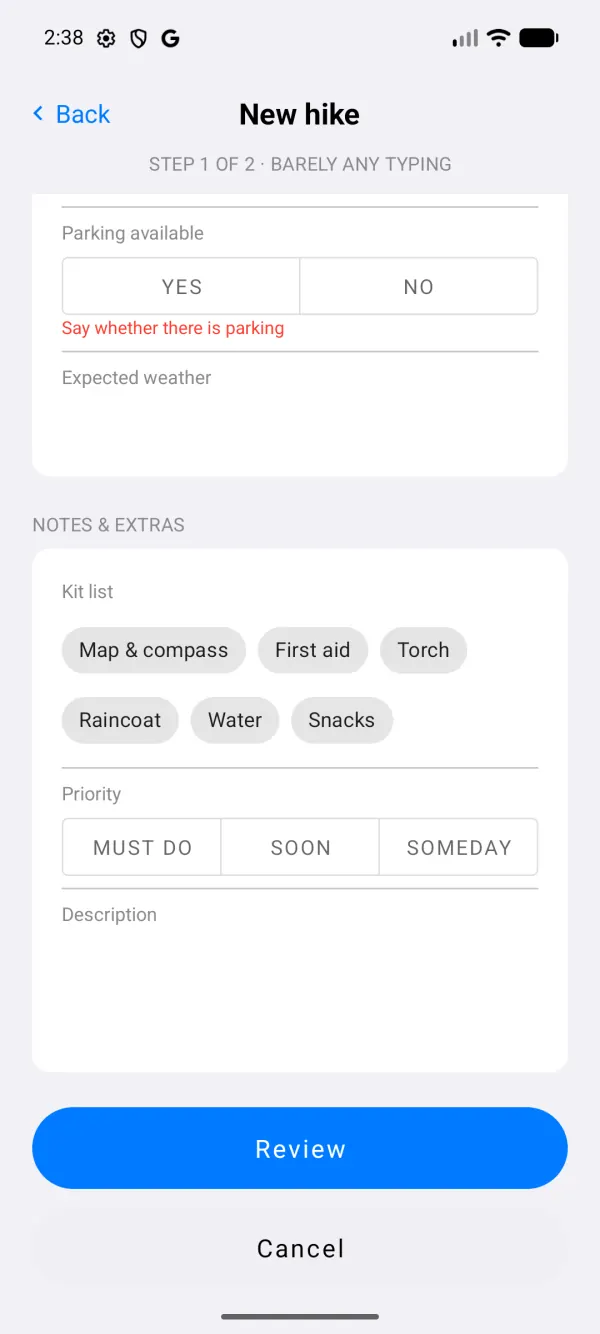 2:38
Back
New hike
STEP 1 OF 2 · BARELY ANY TYPING
Parking available
YES NO
Say whether there is parking
Expected weather
NOTES & EXTRAS
Kit list
Map & compass First aid Torch
Raincoat Water Snacks
Priority
MUST DO SOON SOMEDAY
Description
Review
Cancel